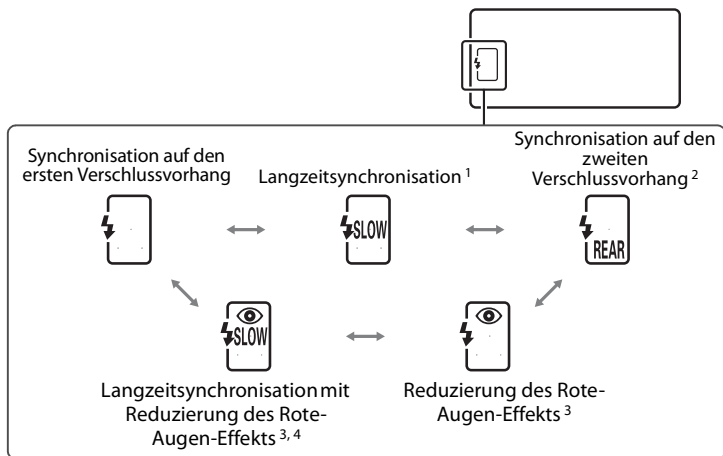 Synchronisation auf den
ersten Verschlussvorhang
Langzeitsynchronisation 1
Synchronisation auf den
zweiten
Verschlussvorhang 2
SLOW
REAR
SLOW
Langzeitsynchronisation mit
Reduzierung des Rote-
Augen-Effekts 3, 4
Reduzierung des Rote-
Augen-Effekts 3